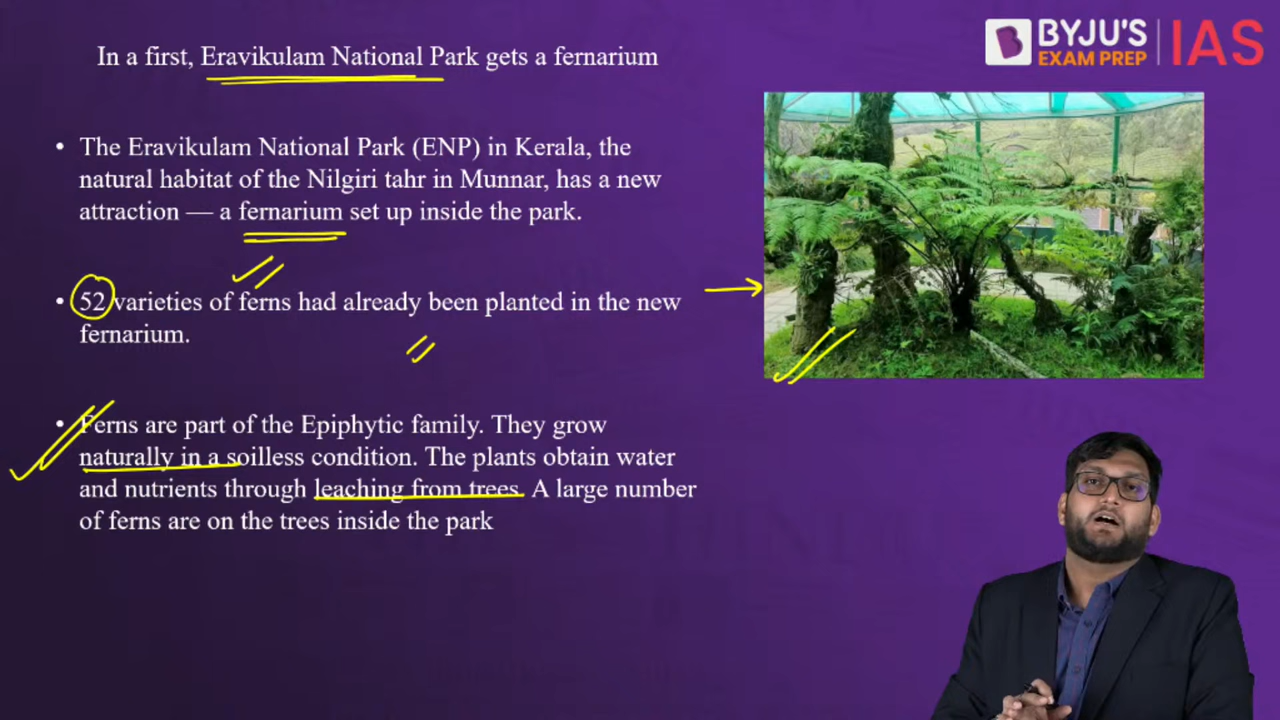 In a first, Eravikulam National Park gets a fernarium
BYJU'S
EXAM PREP
IAS
• The Eravikulam National Park (ENP) in Kerala, the
natural habitat of the Nilgiri tahr in Munnar, has a new
attraction — a fernarium set up inside the park.
• 52 varieties of ferns had already been planted in the new
fernarium.
• Ferns are part of the Epiphytic family. They grow
naturally in a soilless condition. The plants obtain water
and nutrients through leaching from trees. A large number
of ferns are on the trees inside the park